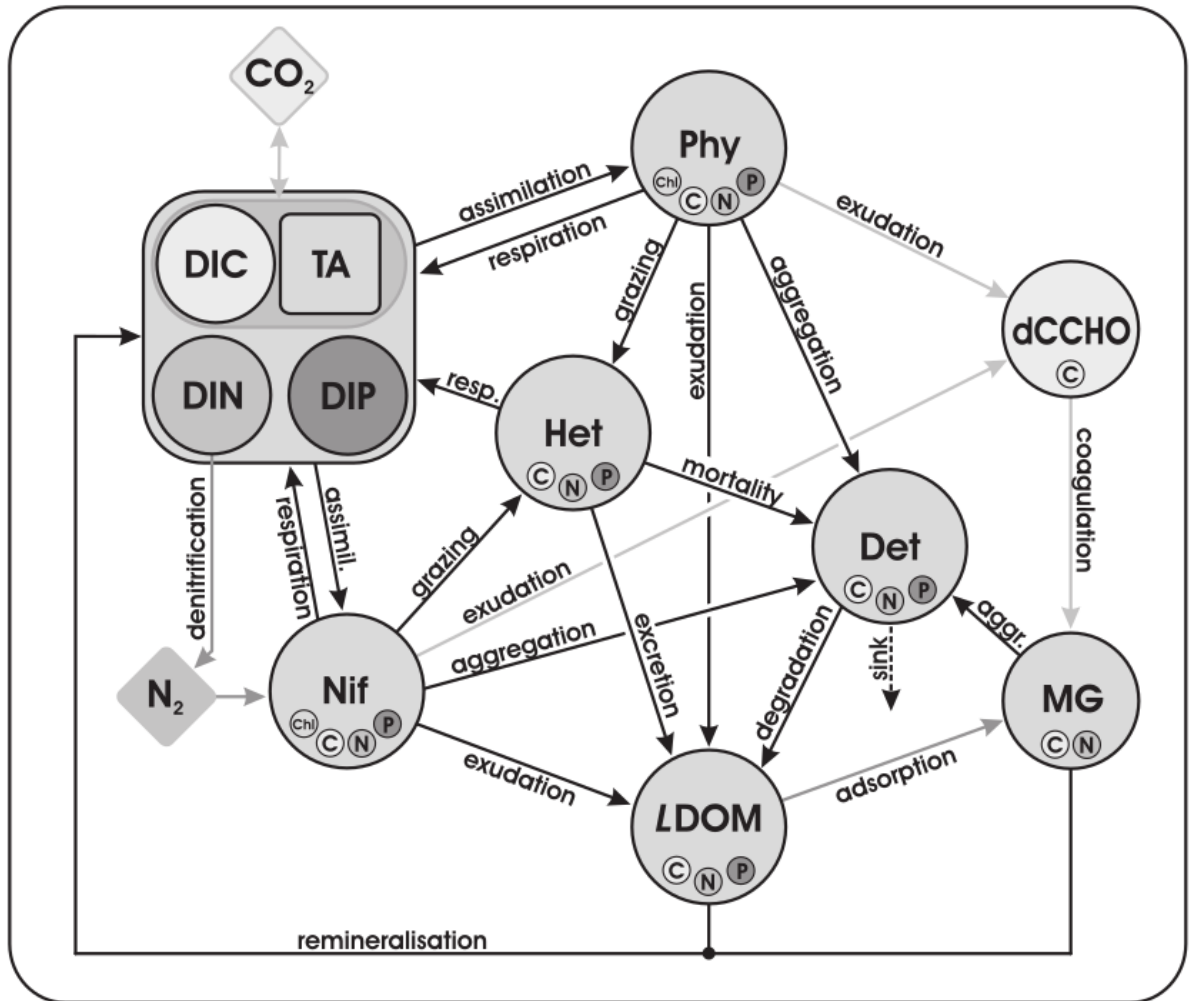 CO₂
Phy
Chl
C
N
P
assimilation
respiration
exudation
DIC
TA
grazing
exudation
aggregation
dCCHO
C
DIN
DIP
resp.
Het
C
N
P
mortality
coagulation
denitrification
respiration
assimil.
grazing
exudation
aggregation
excretion
Det
C
N
P
degradation
sink
aggr.
N₂
Nif
Chl
C
N
P
MG
C
N
exudation
adsorption
LDOM
C
N
P
remineralisation